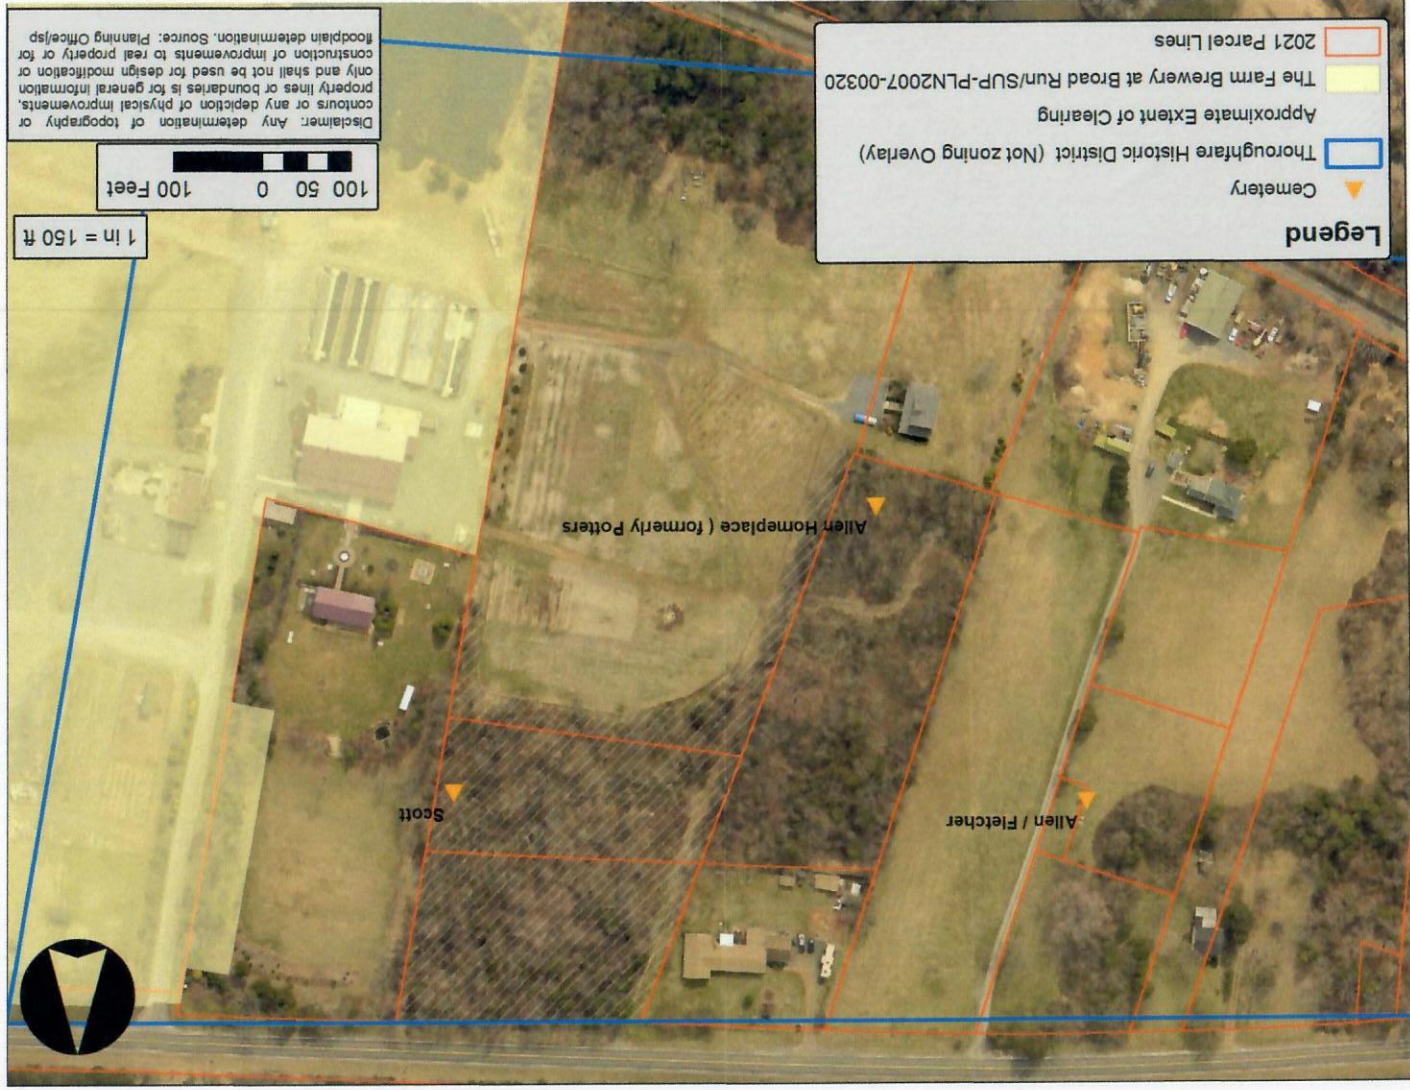 Allen / Fletcher
Scott
Allen Homeplace ( formerly Potters
Legend
Cemetery
Thoroughfare Historic District (Not zoning Overlay)
Approximate Extent of Clearing
The Farm Brewery at Broad Run/SUP-PLN2007-00320
2021 Parcel Lines
1 in = 150 ft
100 50 0 100 Feet
Disclaimer: Any determination of topography or
contours or any depiction of physical improvements,
property lines or boundaries is for general information
only and shall not be used for design modification or
construction of improvements to real property or for
floodplain determination. Source: Planning Office/jsp